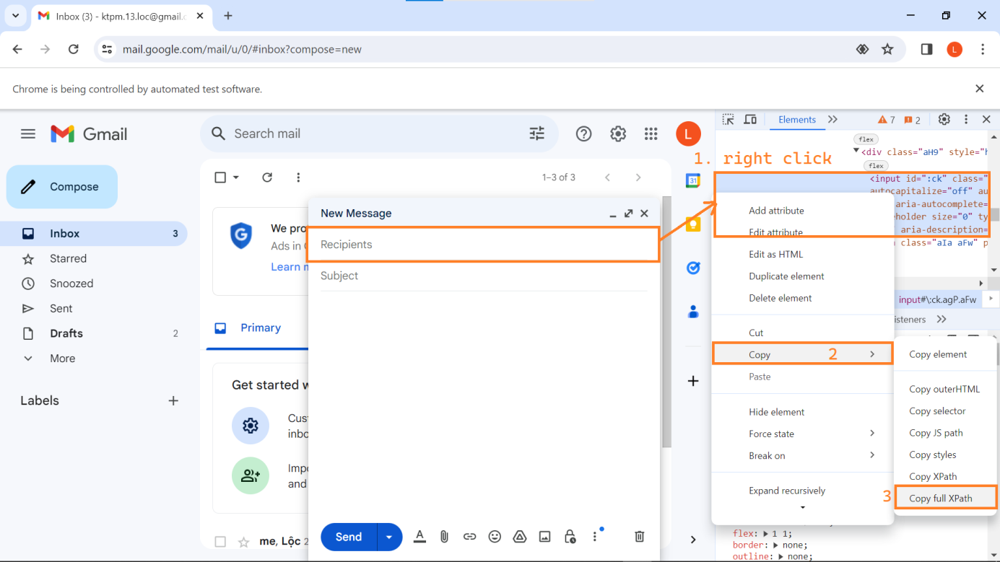 Inbox (3) - ktpm.13.loc@gmail.c
mail.google.com/mail/u/0/#inbox?compose=new
L
Chrome is being controlled by automated test software.
Gmail
Search mail
L
Elements
7
2
flex
<div class="aH9" style="h
1. right click
flex
<input id=":ck" class="
autocapitalize="off" au
aria-autocomplete=
eholder size="0" ty
aria-description=
class="aIa aFw" p
Compose
1–3 of 3
31
Inbox
3
Starred
Snoozed
Sent
Drafts
2
More
Labels
We pro
Ads in
Learn
Primary
Get started w
Cus
inbo
Impo
and
me, Lộc 2
New Message
Recipients
Subject
Send
Add attribute
Edit attribute
Edit as HTML
Duplicate element
Delete element
Cut
Copy
2
Paste
Hide element
Force state
Break on
Expand recursively
input#\:ck.agP.aFw
isteners
Copy element
Copy outerHTML
Copy selector
Copy JS path
Copy styles
Copy XPath
3
Copy full XPath
flex: 1 1;
border: none;
outline: none;